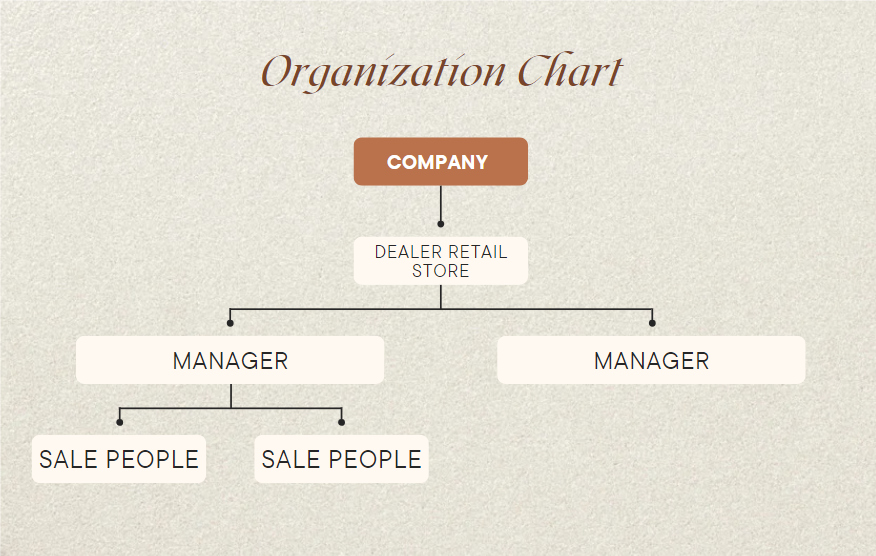 Organization Chart
COMPANY
DEALER RETAIL
STORE
MANAGER
MANAGER
SALE PEOPLE
SALE PEOPLE